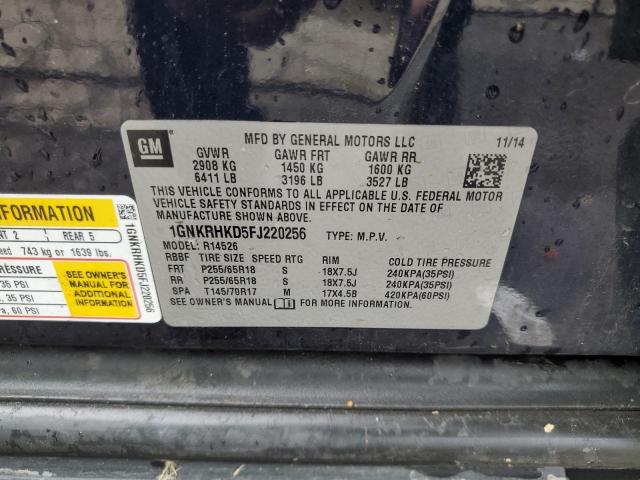 GM
MFD BY GENERAL MOTORS LLC 11/14
GVWR GAWR FRT GAWR RR
2908 KG 1450 KG 1600 KG
6411 LB 3196 LB 3527 LB
THIS VEHICLE CONFORMS TO ALL APPLICABLE U.S. FEDERAL MOTOR
VEHICLE SAFETY STANDARDS IN EFFECT ON THE DATE OF
MANUFACTURE SHOWN ABOVE.
1GNKRHKD5FJ220256 TYPE: M.P.V.
MODEL: R14526
RBBF TIRE SIZE SPEED RTG RIM COLD TIRE PRESSURE
FRT P255/65R18 S 18X7.5J 240KPA(35PSI)
RR P255/65R18 S 18X7.5J 240KPA(35PSI)
SPA T145/70R17 M 17X4.5B 420KPA(60PSI)
SEE OWNER'S MANUAL FOR MORE INFORMATION.
INFORMATION
2 REAR 5
743 kg or 1639 lbs.
PRESSURE
35 PSI
35 PSI
60 PSI
SEE OWNER'S
MANUAL FOR
ADDITIONAL
INFORMATION
1GNKRHKD5FJ220256